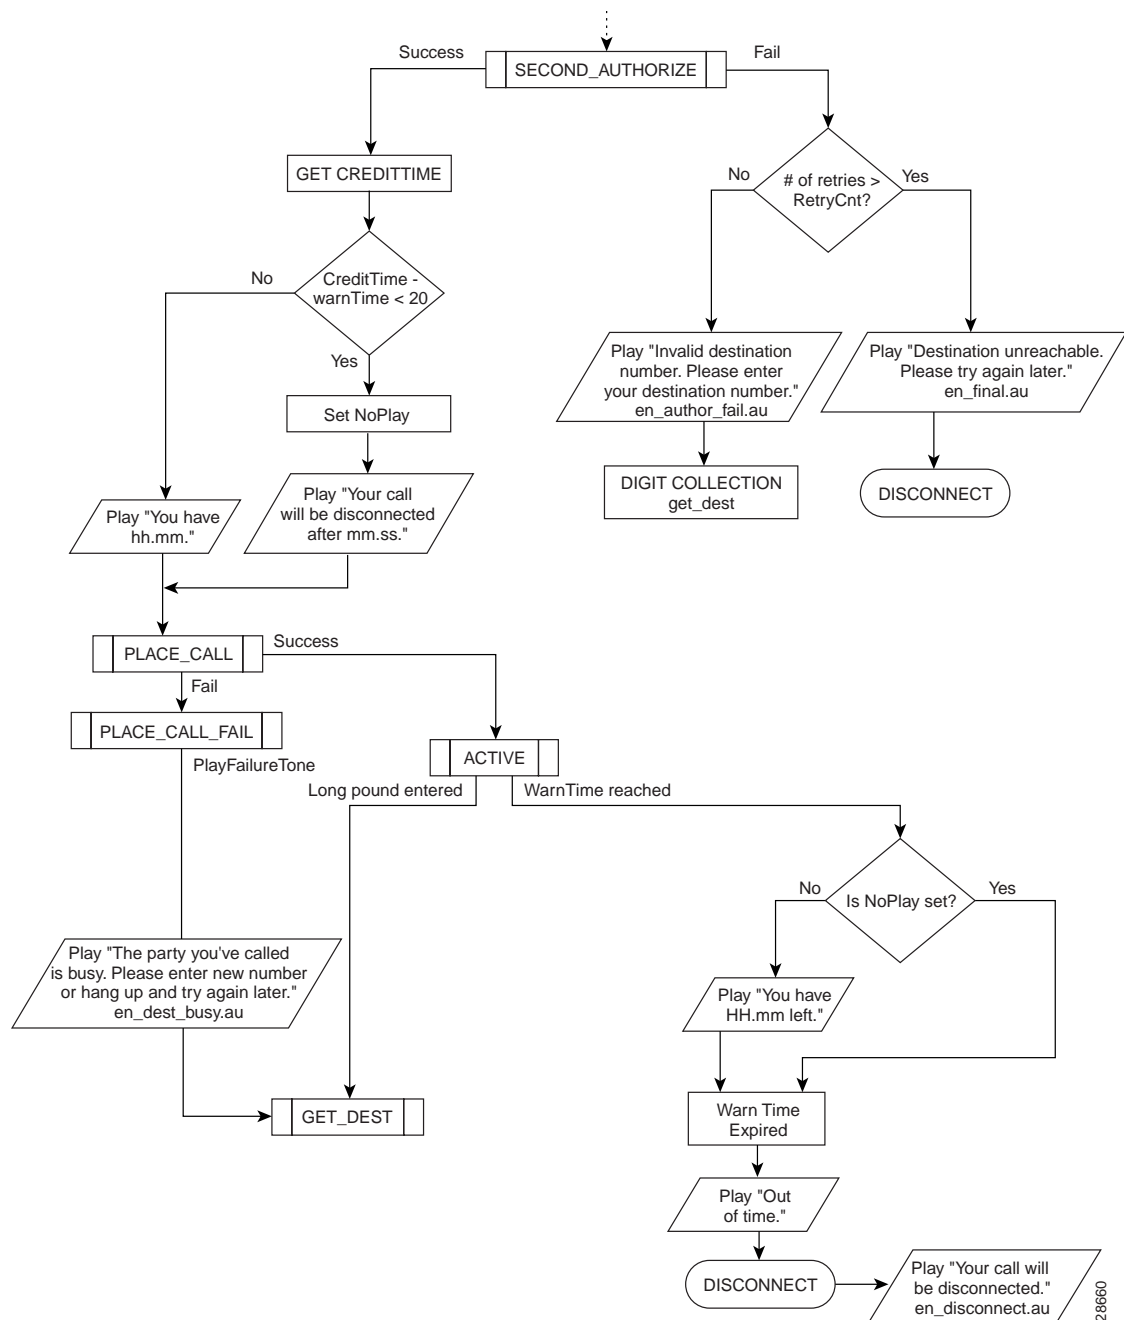 Success
SECOND_AUTHORIZE
Fail
GET CREDITTIME
No
# of retries >
RetryCnt?
Yes
No
CreditTime -
warnTime < 20
Yes
Play "Invalid destination
number. Please enter
your destination number."
en_author_fail.au
Play "Destination unreachable.
Please try again later."
en_final.au
Set NoPlay
DIGIT COLLECTION
get_dest
DISCONNECT
Play "You have
hh.mm."
Play "Your call
will be disconnected
after mm.ss."
PLACE_CALL
Success
Fail
PLACE_CALL_FAIL
PlayFailureTone
ACTIVE
Long pound entered
WarnTime reached
No
Is NoPlay set?
Yes
Play "The party you've called
is busy. Please enter new number
or hang up and try again later."
en_dest_busy.au
Play "You have
HH.mm left."
GET_DEST
Warn Time
Expired
Play "Out
of time."
DISCONNECT
Play "Your call will
be disconnected."
en_disconnect.au
28660